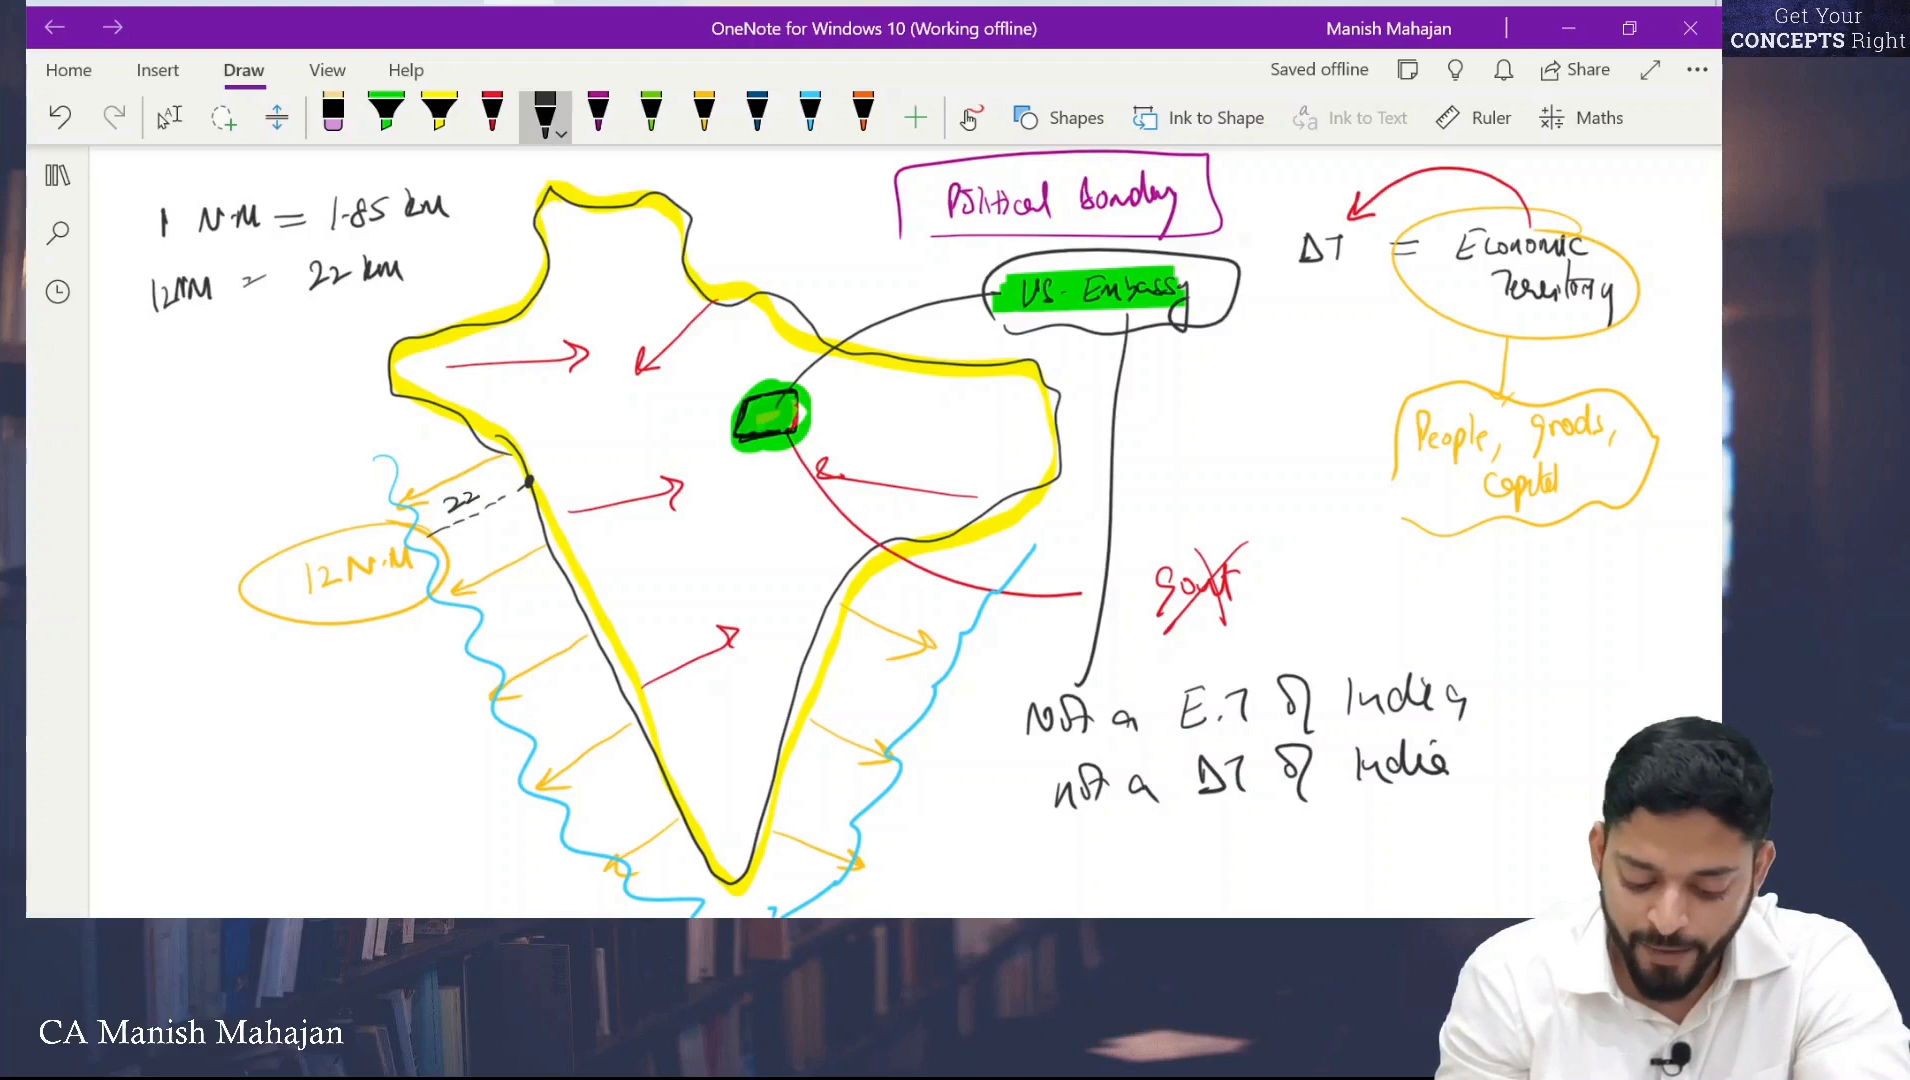 OneNote for Windows 10 (Working offline)
Manish Mahajan
Get Your
CONCEPTS Right
Home Insert Draw View Help
Saved offline
Share
Shapes
Ink to Shape
Ink to Text
Ruler
Maths
1 N.M = 1.85 km
12NM = 22 km
Political Bonday
US. Embassy
DT = Economic
Territory
People, goods,
capital
22
12 N.M
Govt
Not a E.T of India
not a DT of India
CA Manish Mahajan